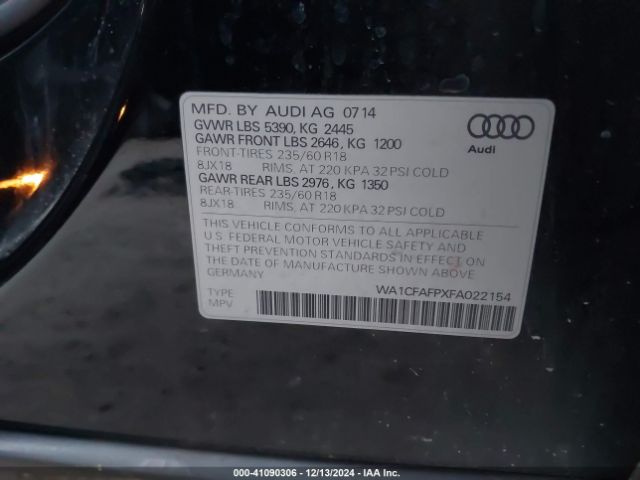 MFD. BY AUDI AG 07 14
GVWR LBS 5390, KG 2445
GAWR FRONT LBS 2646, KG 1200
FRONT-TIRES 235/60 R18
8JX18 RIMS, AT 220 KPA 32 PSI COLD
GAWR REAR LBS 2976, KG 1350
REAR-TIRES 235/60 R18
8JX18 RIMS, AT 220 KPA 32 PSI COLD
Audi
THIS VEHICLE CONFORMS TO ALL APPLICABLE
U.S. FEDERAL MOTOR VEHICLE SAFETY AND
THEFT PREVENTION STANDARDS IN EFFECT ON
THE DATE OF MANUFACTURE SHOWN ABOVE
GERMANY
WA1CFAFPXFA022154
TYPE
MPV
000-41090306 - 12/13/2024 - IAA Inc.